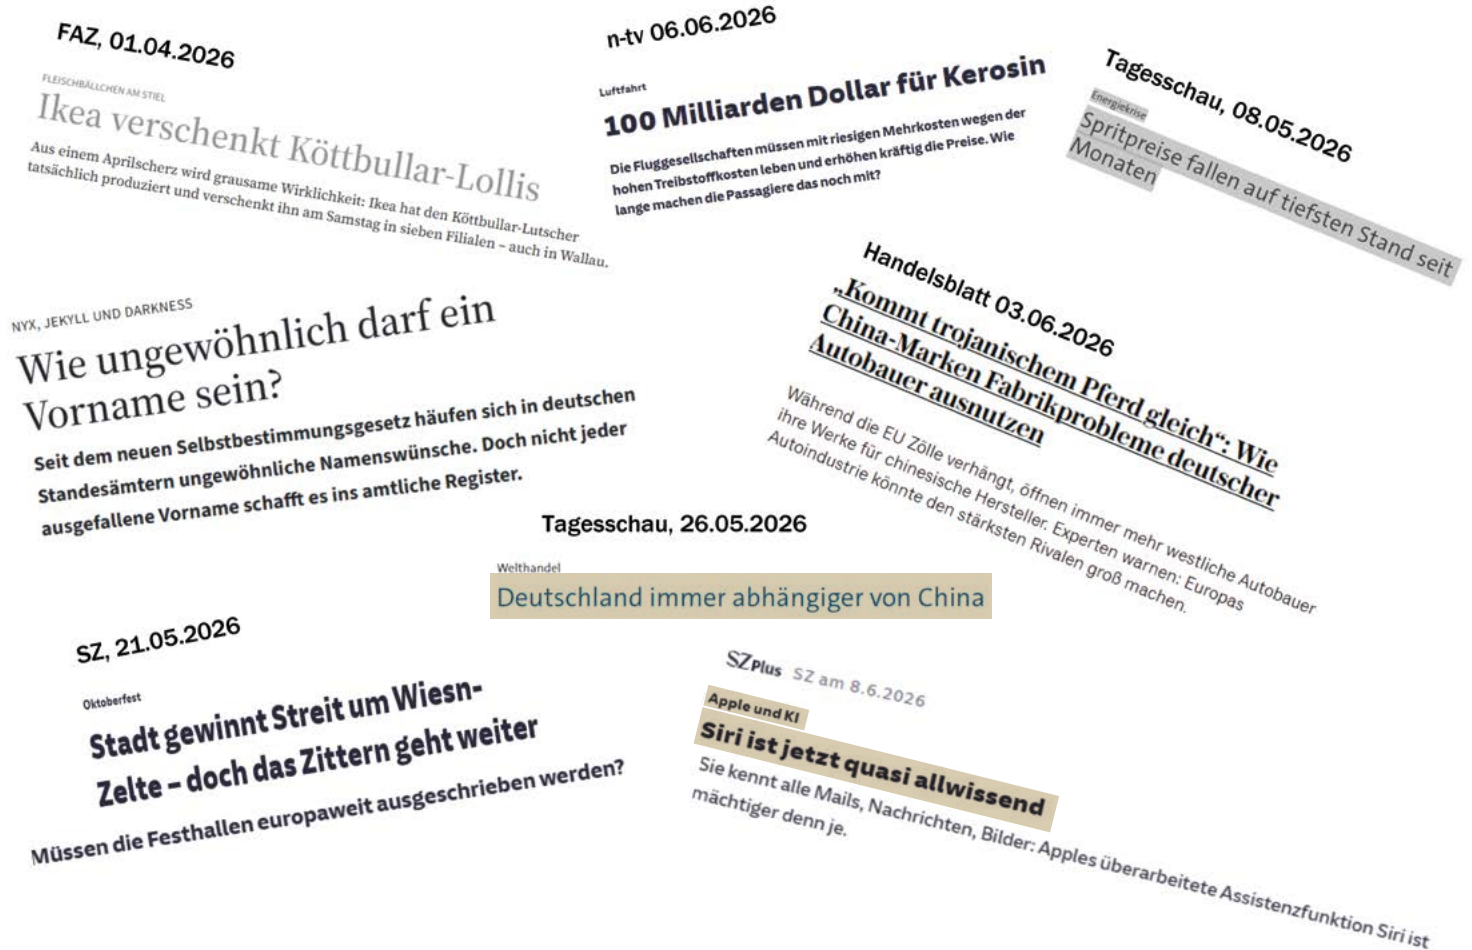 FAZ, 01.04.2026
FLEISCHBÄLLCHEN AM STIEL
Ikea verschenkt Köttbullar-Lollis
Aus einem Aprilscherz wird grausame Wirklichkeit: Ikea hat den Köttbullar-Lutscher
tatsächlich produziert und verschenkt ihn am Samstag in sieben Filialen – auch in Wallau.
n-tv 06.06.2026
Luftfahrt
100 Milliarden Dollar für Kerosin
Die Fluggesellschaften müssen mit riesigen Mehrkosten wegen der
hohen Treibstoffkosten leben und erhöhen kräftig die Preise. Wie
lange machen die Passagiere das noch mit?
Tagesschau, 08.05.2026
Energiekrise
Spritpreise fallen auf tiefsten Stand seit
Monaten
NYX, JEKYLL UND DARKNESS
Wie ungewöhnlich darf ein
Vorname sein?
Seit dem neuen Selbstbestimmungsgesetz häufen sich in deutschen
Standesämtern ungewöhnliche Namenswünsche. Doch nicht jeder
ausgefallene Vorname schafft es ins amtliche Register.
Handelsblatt 03.06.2026
„Kommt trojanischem Pferd gleich“: Wie
China-Marken Fabrikprobleme deutscher
Autobauer ausnutzen
Während die EU Zölle verhängt, öffnen immer mehr westliche Autobauer
ihre Werke für chinesische Hersteller. Experten warnen: Europas
Autoindustrie könnte den stärksten Rivalen groß machen.
Tagesschau, 26.05.2026
Welthandel
Deutschland immer abhängiger von China
SZ, 21.05.2026
Oktoberfest
Stadt gewinnt Streit um Wiesn-
Zelte – doch das Zittern geht weiter
Müssen die Festhallen europaweit ausgeschrieben werden?
SZPlus SZ am 8.6.2026
Apple und KI
Siri ist jetzt quasi allwissend
Sie kennt alle Mails, Nachrichten, Bilder: Apples überarbeitete Assistenzfunktion Siri ist
mächtiger denn je.